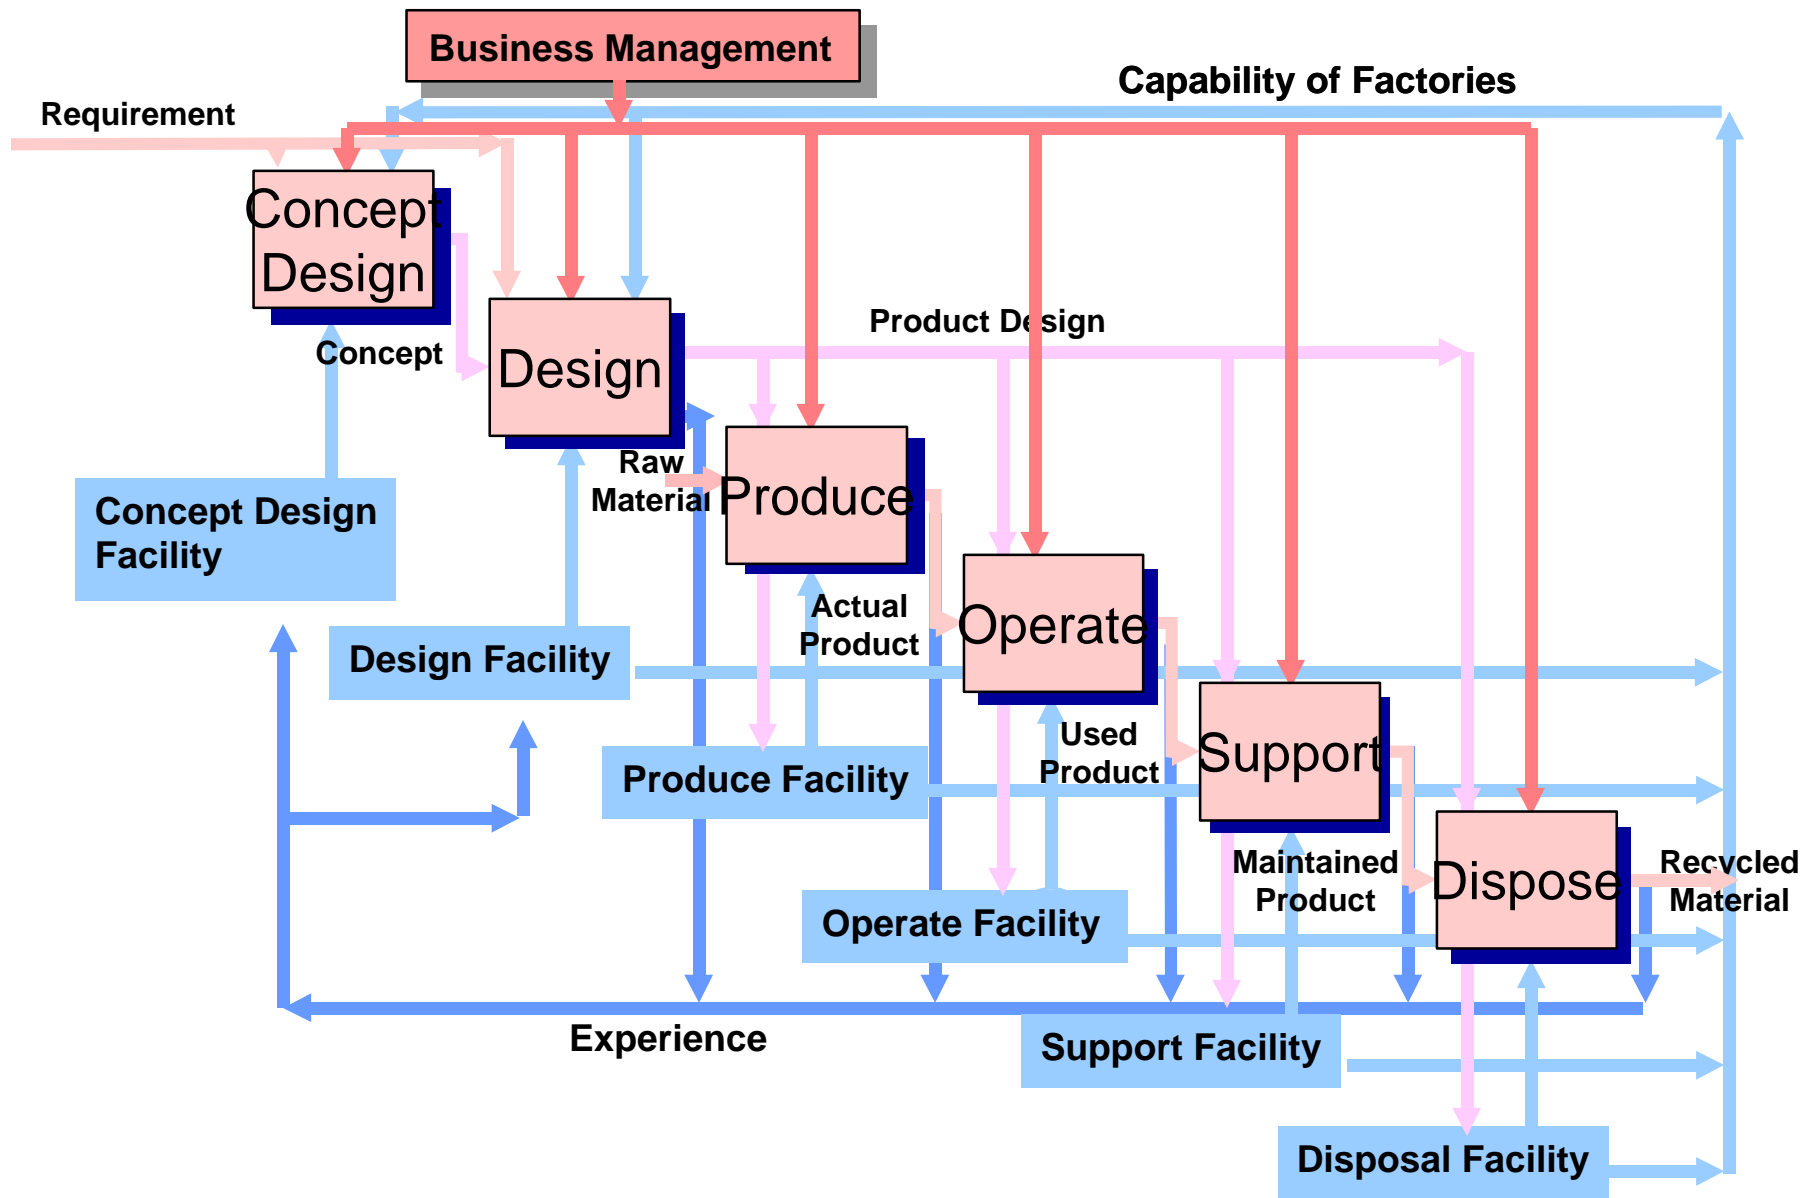 Business Management
Capability of Factories
Requirement
Concept
Design
Product Design
Concept
Design
Raw
Material
Produce
Concept Design
Facility
Actual
Product
Operate
Design Facility
Used
Product
Support
Produce Facility
Maintained
Product
Dispose
Recycled
Material
Operate Facility
Experience
Support Facility
Disposal Facility